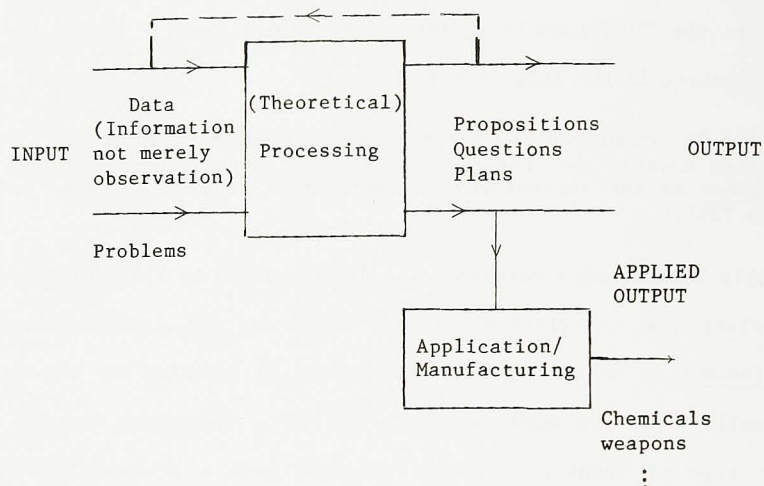 INPUT
Data
(Information
not merely
observation)
Problems
(Theoretical)
Processing
Propositions
Questions
Plans
OUTPUT
APPLIED
OUTPUT
Application/
Manufacturing
Chemicals
weapons
⋮